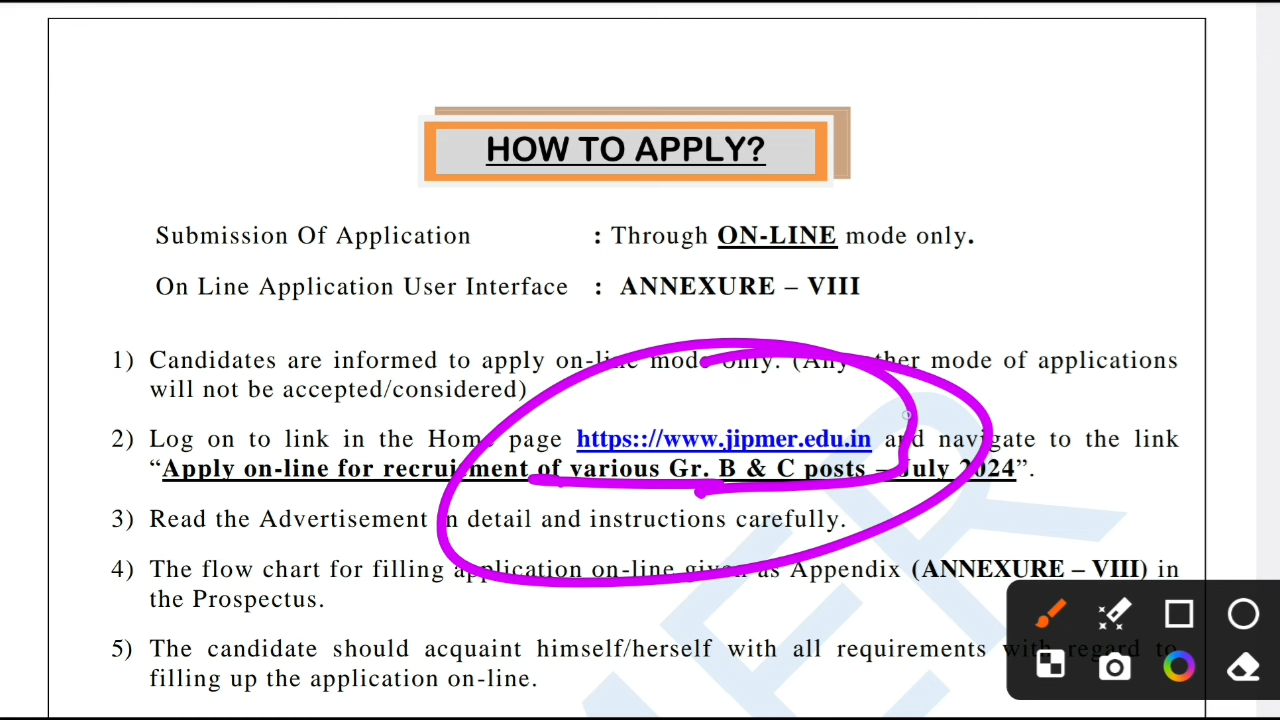 HOW TO APPLY?
Submission Of Application : Through ON-LINE mode only.
On Line Application User Interface : ANNEXURE – VIII
1) Candidates are informed to apply on-line mode only. (Any other mode of applications
will not be accepted/considered)
2) Log on to link in the Home page https:://www.jipmer.edu.in and navigate to the link
“Apply on-line for recruitment of various Gr. B & C posts – July 2024”.
3) Read the Advertisement in detail and instructions carefully.
4) The flow chart for filling application on-line given as Appendix (ANNEXURE – VIII) in
the Prospectus.
5) The candidate should acquaint himself/herself with all requirements with regard to
filling up the application on-line.